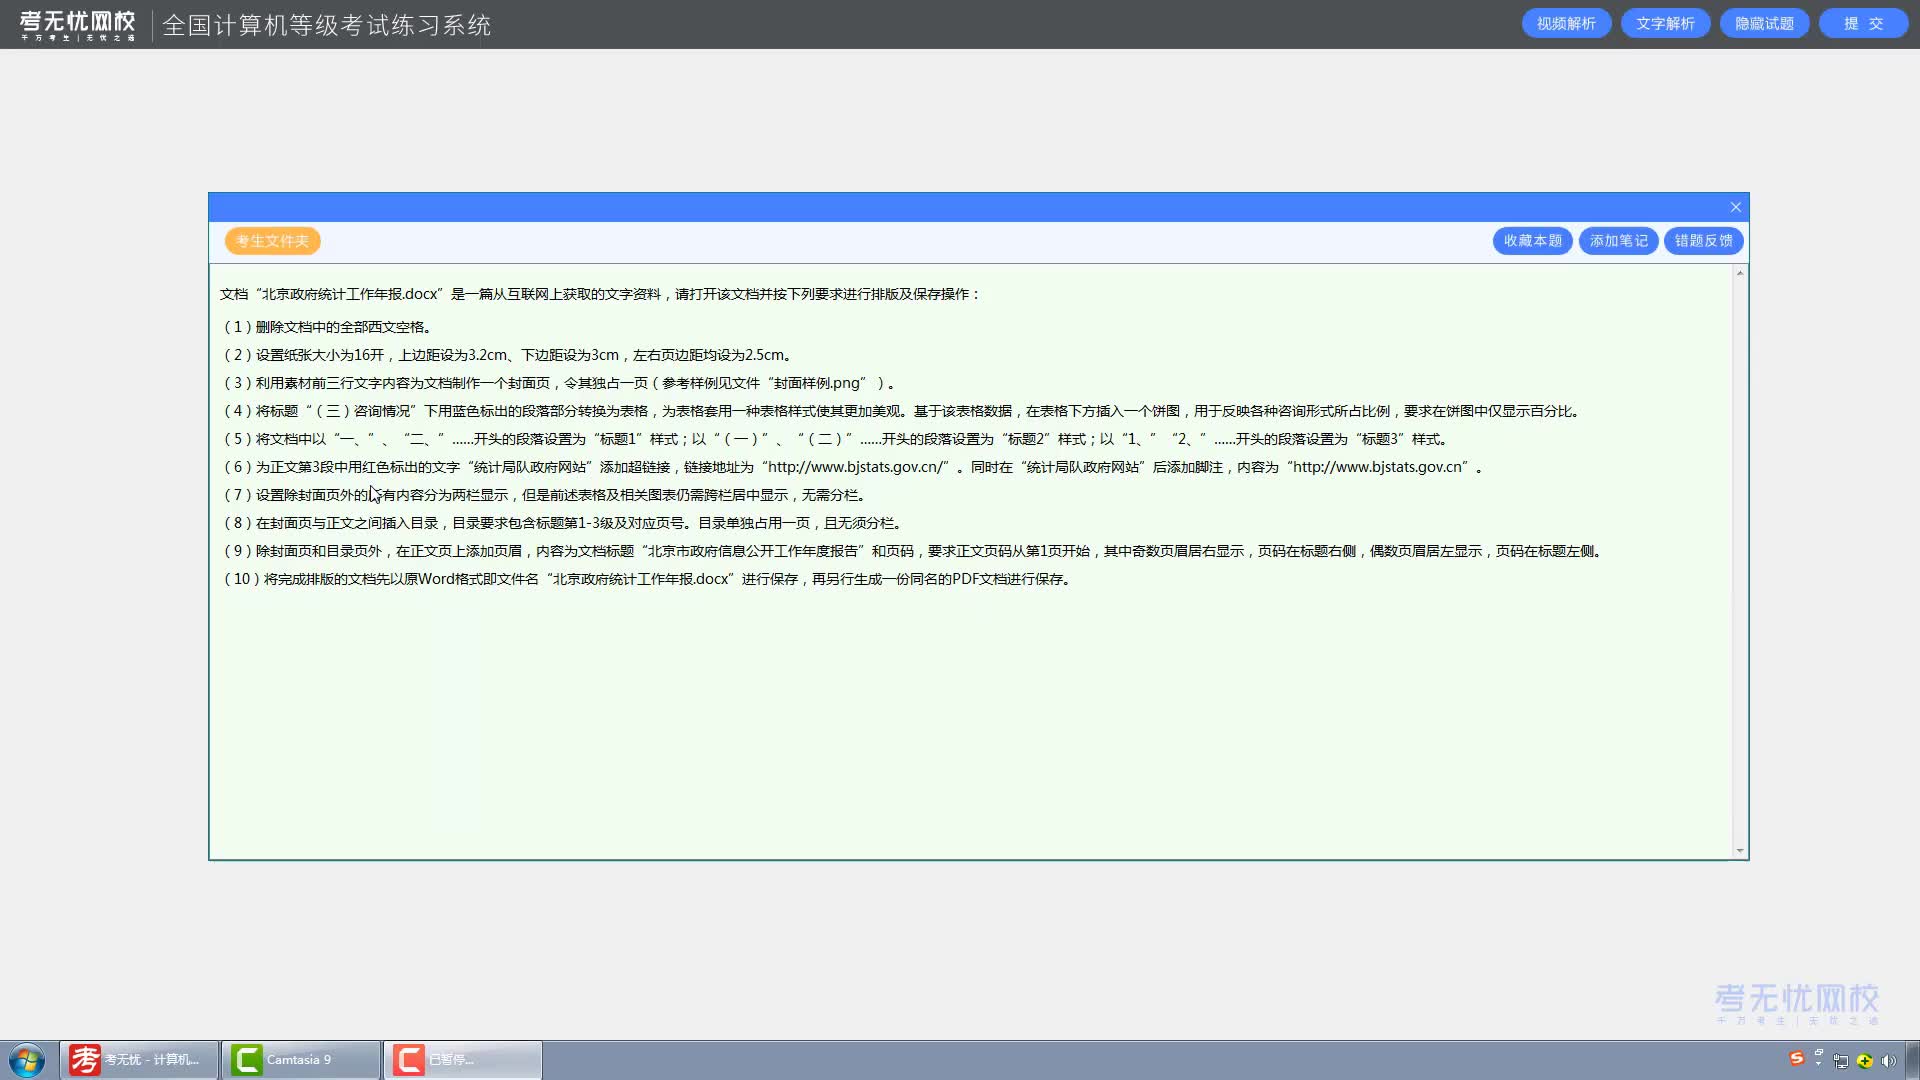 考无忧网校
千万考生|无忧之选
全国计算机等级考试练习系统
视频解析
文字解析
隐藏试题
提 交
考生文件夹
收藏本题
添加笔记
错题反馈
文档“北京政府统计工作年报.docx”是一篇从互联网上获取的文字资料，请打开该文档并按下列要求进行排版及保存操作：
（1）删除文档中的全部西文空格。
（2）设置纸张大小为16开，上边距设为3.2cm、下边距设为3cm，左右页边距均设为2.5cm。
（3）利用素材前三行文字内容为文档制作一个封面页，令其独占一页（参考样例见文件“封面样例.png”）。
（4）将标题“（三）咨询情况”下用蓝色标出的段落部分转换为表格，为表格套用一种表格样式使其更加美观。基于该表格数据，在表格下方插入一个饼图，用于反映各种咨询形式所占比例，要求在饼图中仅显示百分比。
（5）将文档中以“一、”、“二、”……开头的段落设置为“标题1”样式；以“（一）”、“（二）”……开头的段落设置为“标题2”样式；以“1、”“2、”……开头的段落设置为“标题3”样式。
（6）为正文第3段中用红色标出的文字“统计局队政府网站”添加超链接，链接地址为“http://www.bjstats.gov.cn/”。同时在“统计局队政府网站”后添加脚注，内容为“http://www.bjstats.gov.cn”。
（7）设置除封面页外的所有内容分为两栏显示，但是前述表格及相关图表仍需跨栏居中显示，无需分栏。
（8）在封面页与正文之间插入目录，目录要求包含标题第1-3级及对应页号。目录单独占用一页，且无须分栏。
（9）除封面页和目录页外，在正文页上添加页眉，内容为文档标题“北京市政府信息公开工作年度报告”和页码，要求正文页码从第1页开始，其中奇数页眉居右显示，页码在标题右侧，偶数页眉居左显示，页码在标题左侧。
（10）将完成排版的文档先以原Word格式即文件名“北京政府统计工作年报.docx”进行保存，再另行生成一份同名的PDF文档进行保存。
考无忧网校
千万考生|无忧之选
考无忧 - 计算机...
Camtasia 9
已暂停...